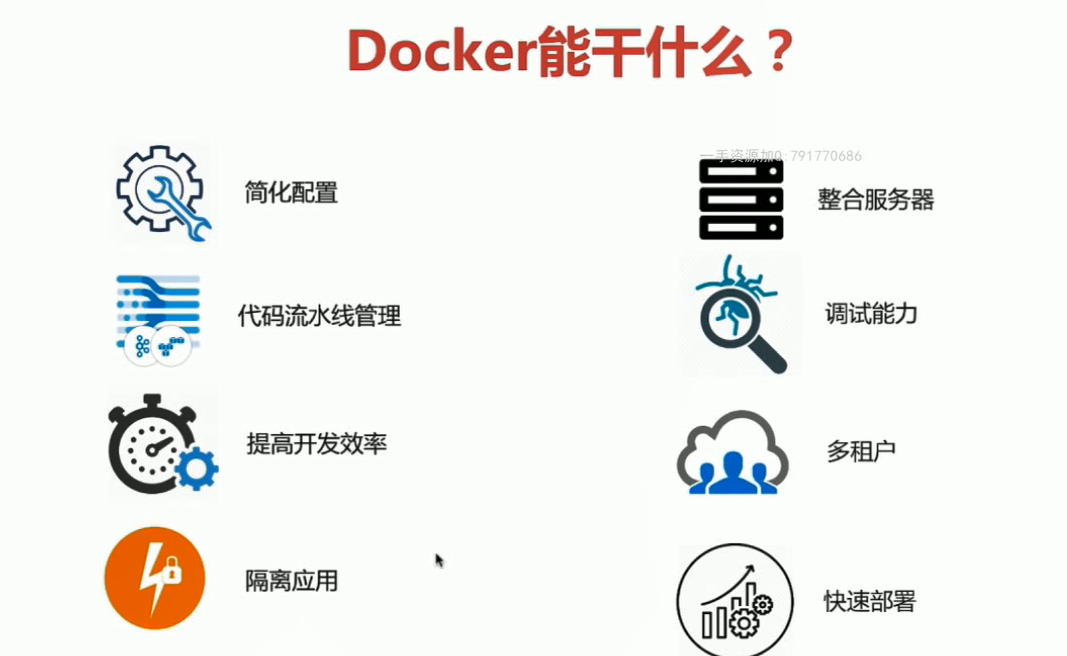 Docker能干什么？
一手资源加Q:791770686
简化配置
整合服务器
代码流水线管理
调试能力
提高开发效率
多租户
隔离应用
快速部署